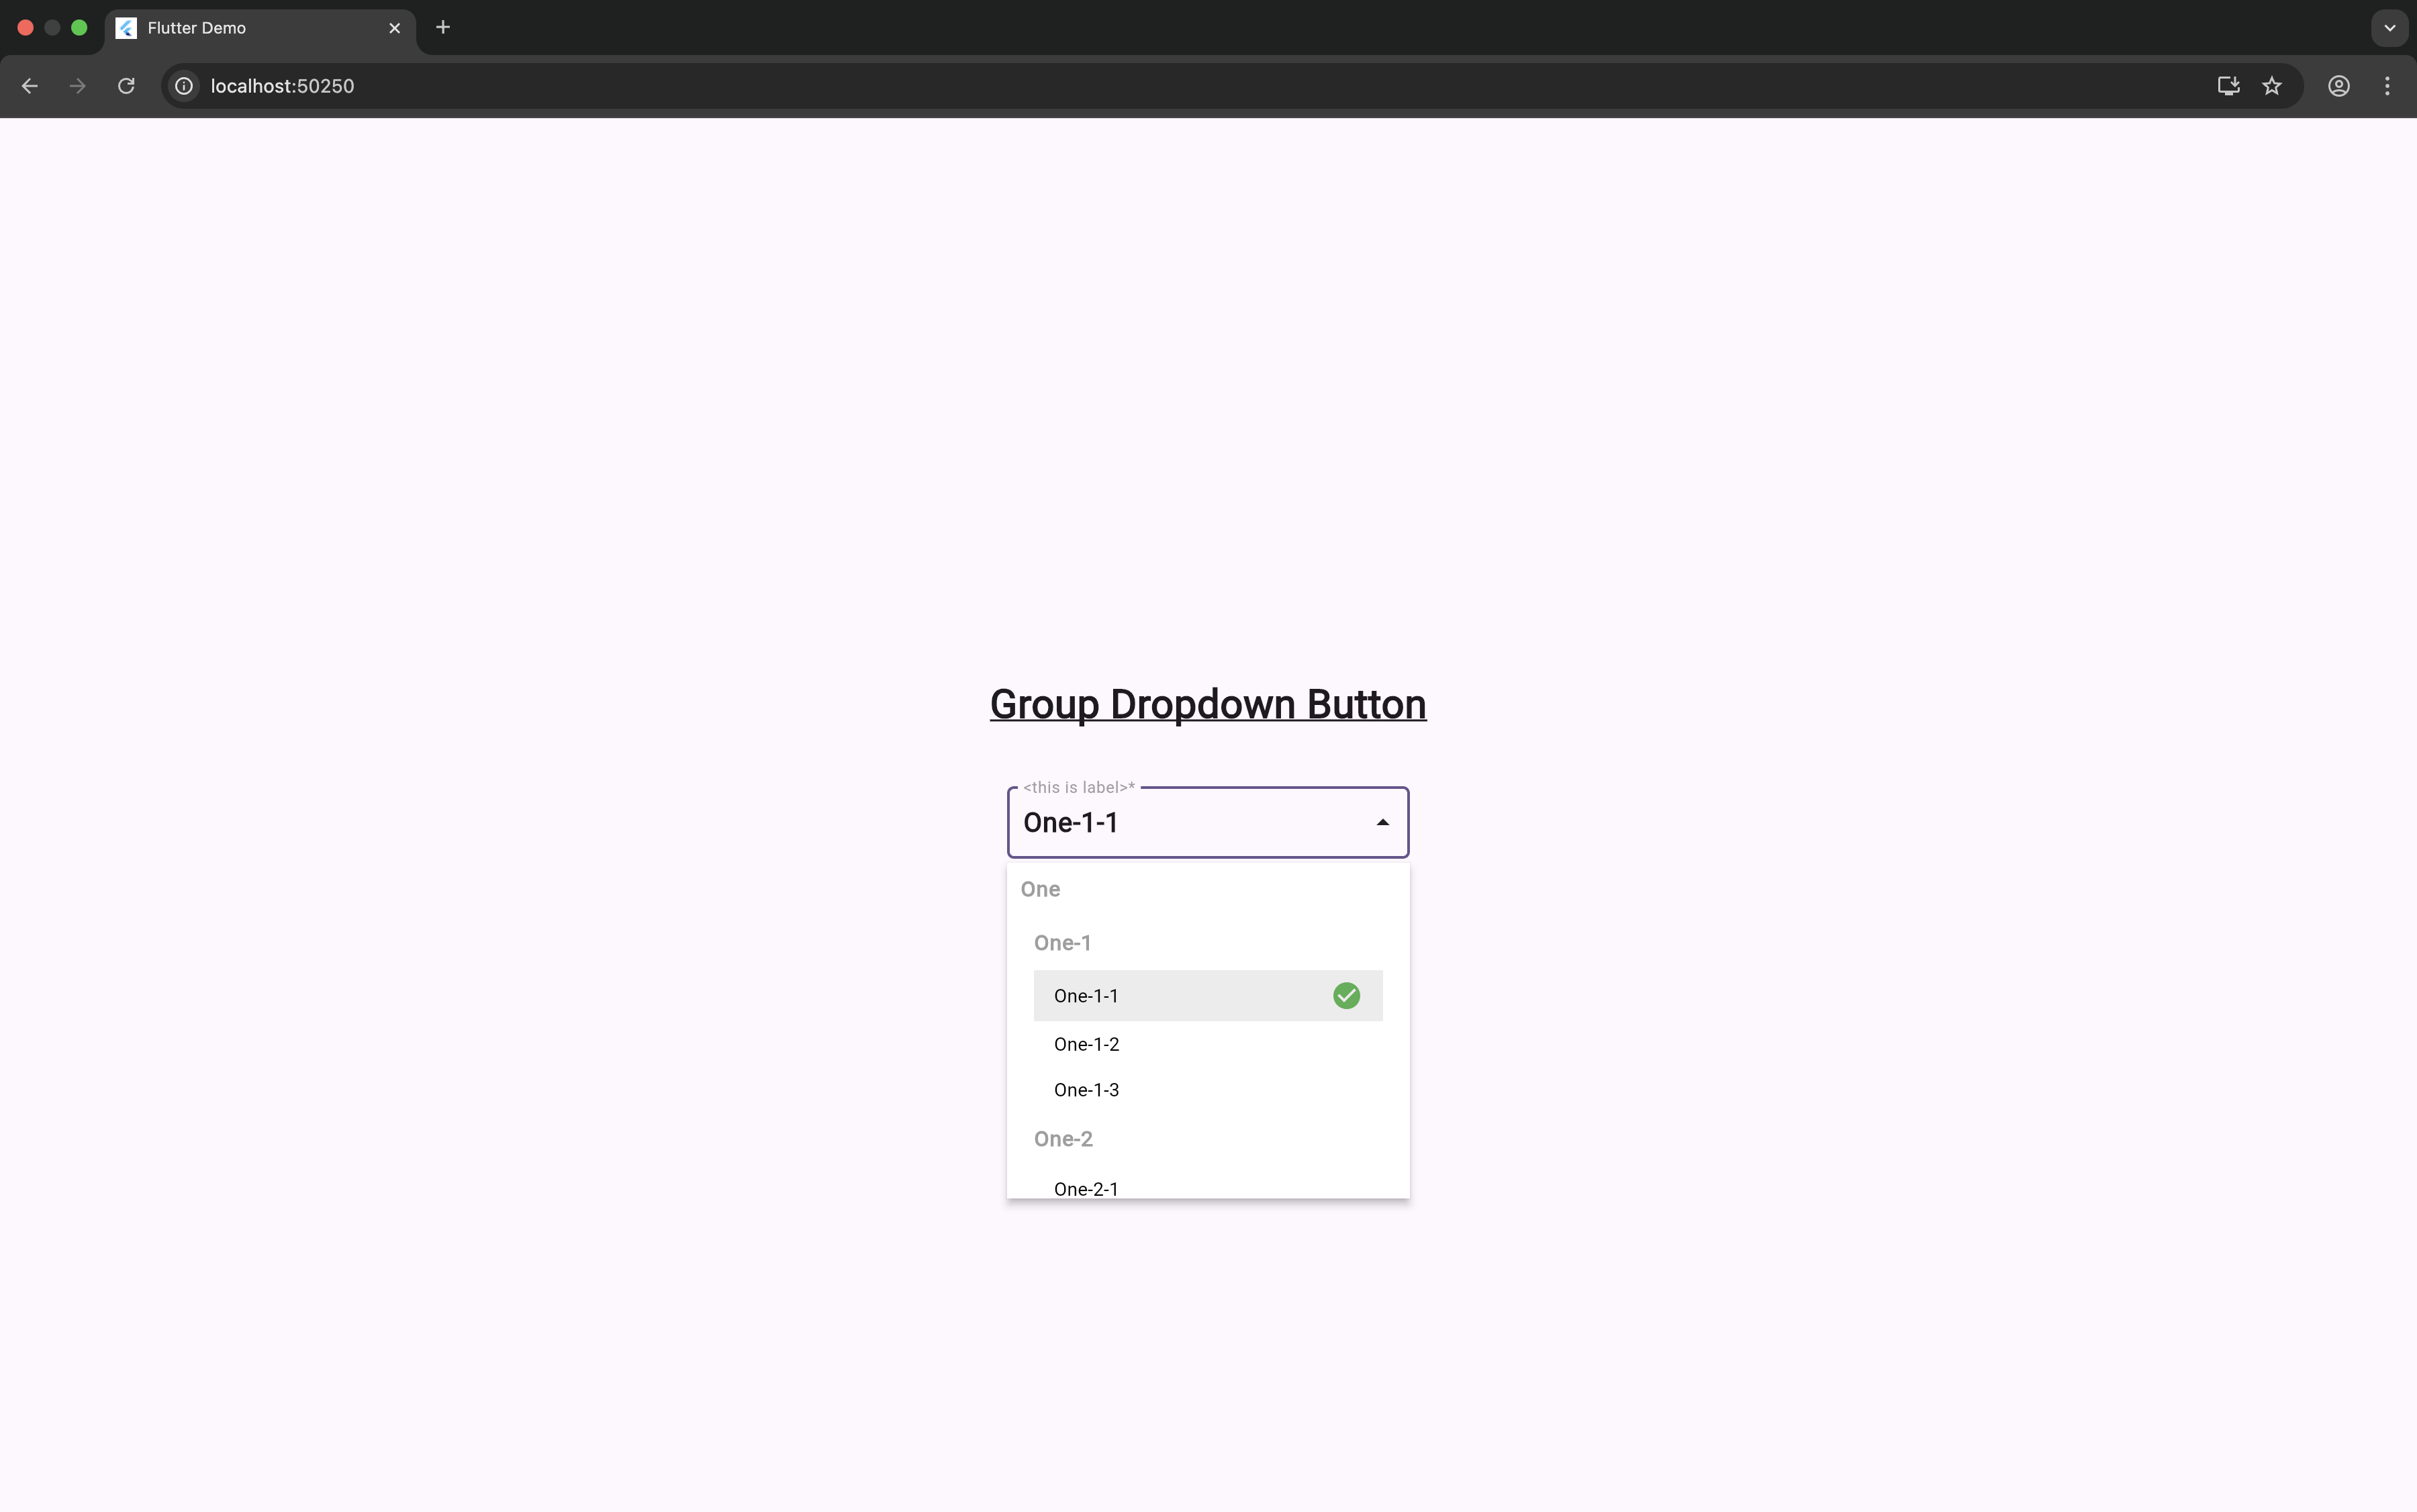 Flutter Demo
localhost:50250
Group Dropdown Button
<this is label>*
One-1-1
One
One-1
One-1-1
One-1-2
One-1-3
One-2
One-2-1